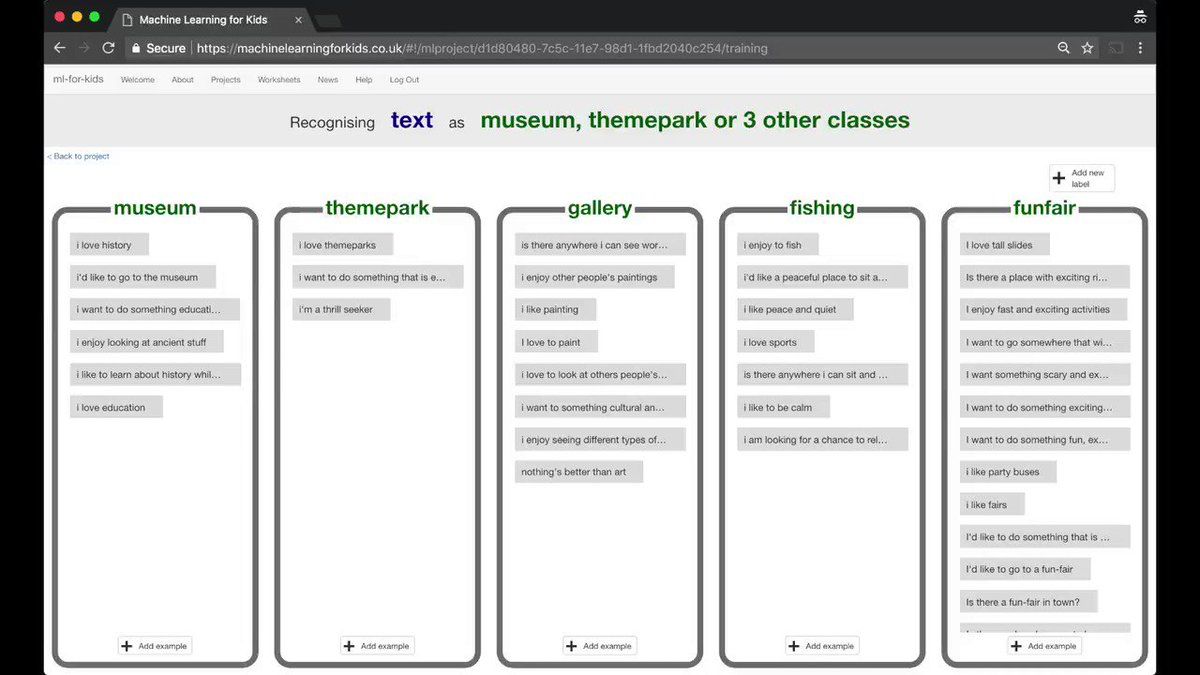 Machine Learning for Kids
Secure https://machinelearningforkids.co.uk/#!/mlproject/d1d80480-7c5c-11e7-98d1-1fbd2040c254/training
ml-for-kids Welcome About Projects Worksheets News Help Log Out
Recognising text as museum, themepark or 3 other classes
< Back to project
Add new
label
museum
i love history
i'd like to go to the museum
i want to do something educati...
i enjoy looking at ancient stuff
i like to learn about history whil...
i love education
Add example
themepark
i love themeparks
i want to do something that is e...
i'm a thrill seeker
Add example
gallery
is there anywhere i can see wor...
i enjoy other people's paintings
i like painting
I love to paint
i love to look at others people's...
i want to something cultural an...
i enjoy seeing different types of...
nothing's better than art
Add example
fishing
i enjoy to fish
i'd like a peaceful place to sit a...
i like peace and quiet
i love sports
is there anywhere i can sit and ...
i like to be calm
i am looking for a chance to rel...
Add example
funfair
I love tall slides
Is there a place with exciting ri...
I enjoy fast and exciting activities
I want to go somewhere that wi...
I want something scary and ex...
I want to do something exciting...
I want to do something fun, ex...
i like party buses
i like fairs
I'd like to do something that is ...
I'd like to go to a fun-fair
Is there a fun-fair in town?
Add example